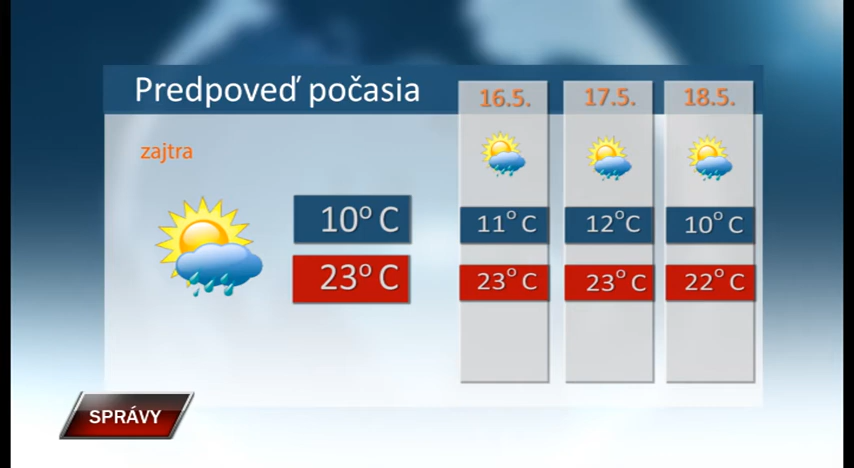 Predpoveď počasia
zajtra
10° C
23° C
16.5.
11° C
23° C
17.5.
12°C
23° C
18.5.
10° C
22° C
SPRÁVY